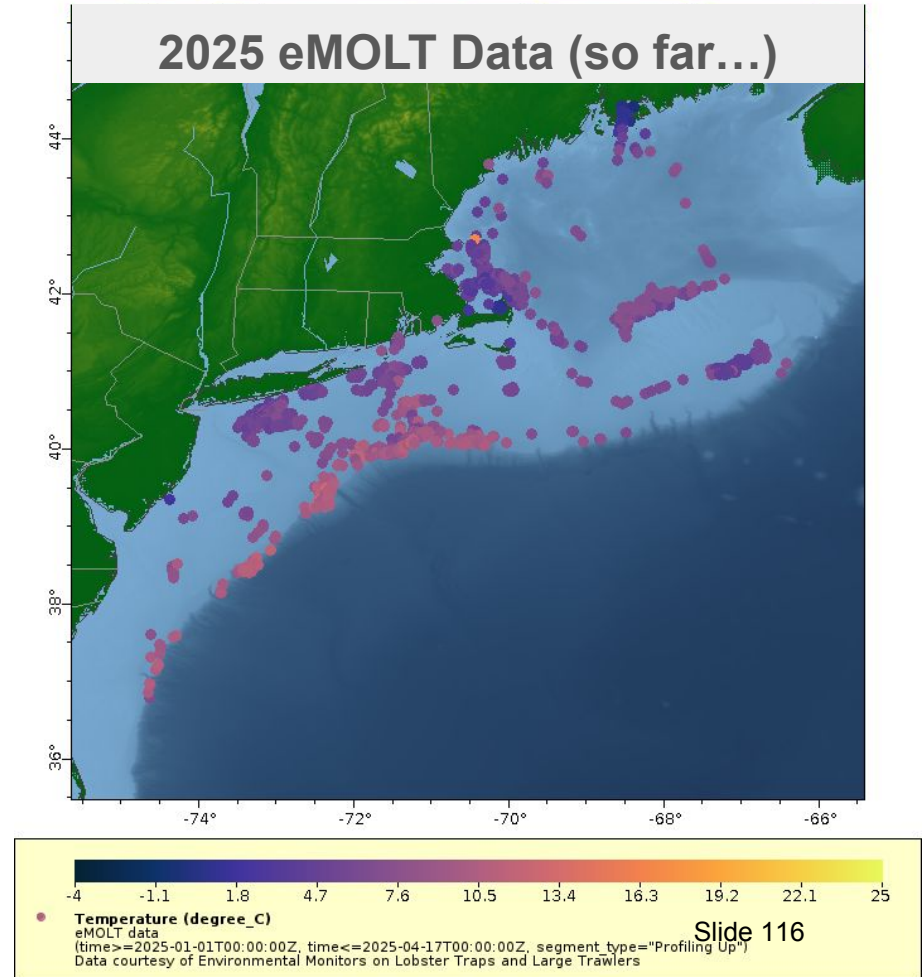 2025 eMOLT Data (so far…)
44°
42°
40°
38°
36°
-74° -72° -70° -68° -66°
-4 -1.1 1.8 4.7 7.6 10.5 13.4 16.3 19.2 22.1 25
Temperature (degree_C)
eMOLT data
(time>=2025-01-01T00:00:00Z, time<=2025-04-17T00:00:00Z, segment_type="Profiling Up")
Slide 116
Data courtesy of Environmental Monitors on Lobster Traps and Large Trawlers